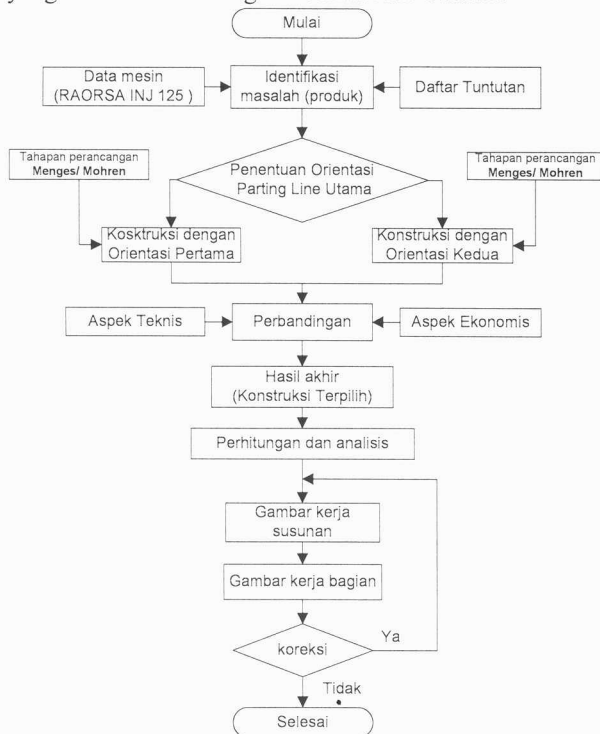 Mulai
Data mesin
(RAORSA INJ 125 )
Identifikasi
masalah (produk)
Daftar Tuntutan
Tahapan perancangan
Menges/ Mohren
Penentuan Orientasi
Parting Line Utama
Tahapan perancangan
Menges/ Mohren
Kosktruksi dengan
Orientasi Pertama
Konstruksi dengan
Orientasi Kedua
Aspek Teknis
Perbandingan
Aspek Ekonomis
Hasil akhir
(Konstruksi Terpilih)
Perhitungan dan analisis
Gambar kerja
susunan
Gambar kerja bagian
koreksi
Ya
Tidak
Selesai